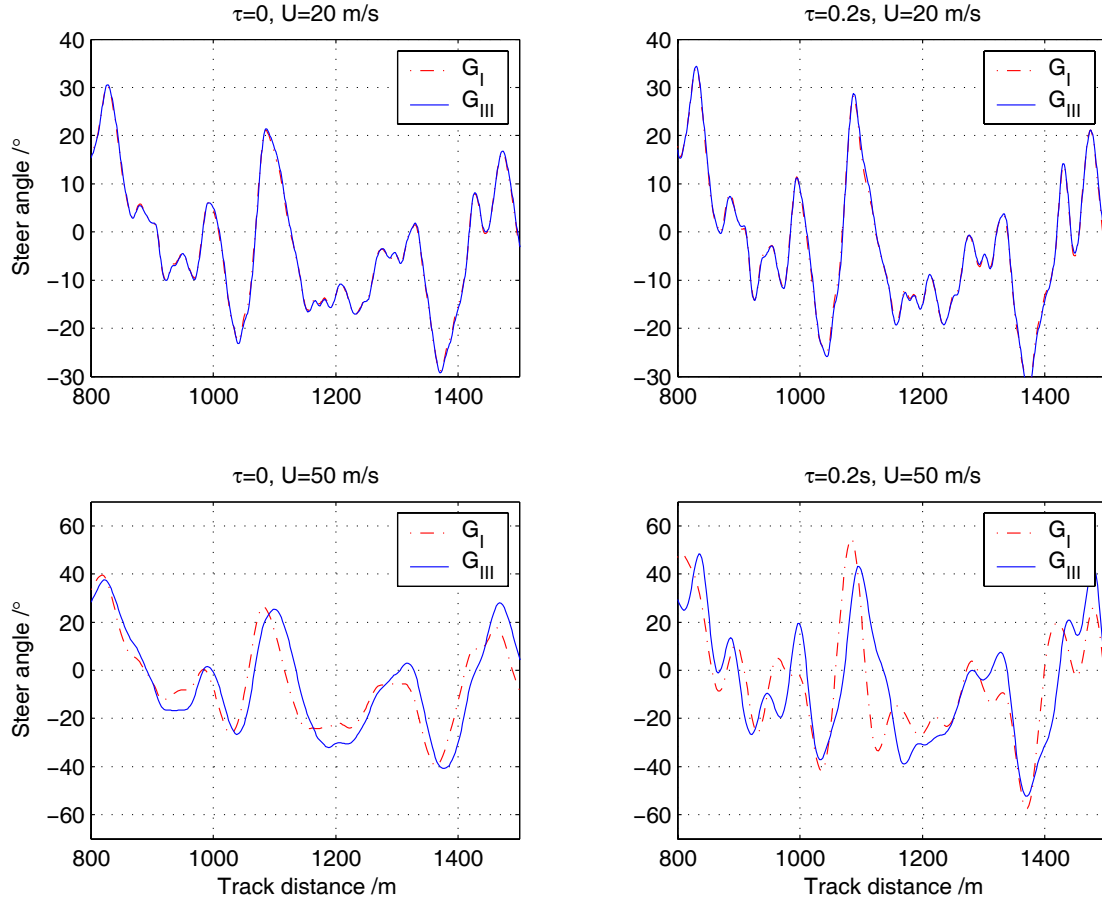 τ=0, U=20 m/s
40
30
20
10
0
−10
−20
−30
800
1000
1200
1400
Steer angle /°
G_I
G_III
τ=0.2s, U=20 m/s
40
30
20
10
0
−10
−20
−30
800
1000
1200
1400
G_I
G_III
τ=0, U=50 m/s
60
40
20
0
−20
−40
−60
800
1000
1200
1400
Steer angle /°
Track distance /m
G_I
G_III
τ=0.2s, U=50 m/s
60
40
20
0
−20
−40
−60
800
1000
1200
1400
Track distance /m
G_I
G_III